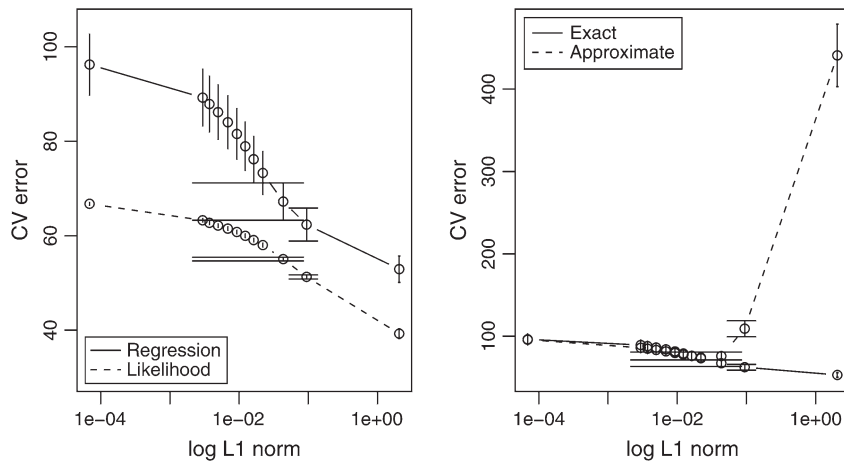 CV error
100
80
60
40
Regression
Likelihood
1e−04
1e−02
1e+00
log L1 norm
CV error
400
300
200
100
Exact
Approximate
1e−04
1e−02
1e+00
log L1 norm